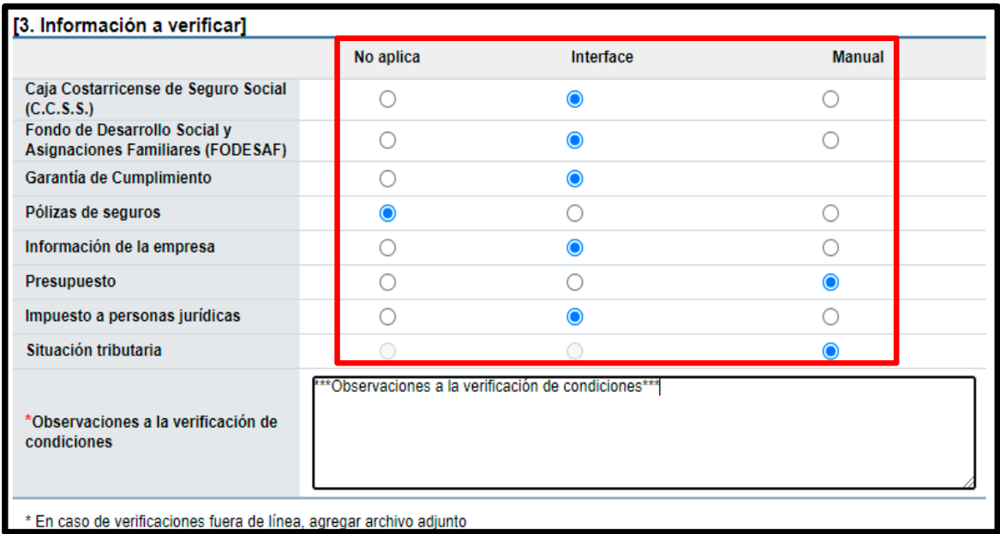 [3. Información a verificar]
No aplica Interface Manual
Caja Costarricense de Seguro Social
(C.C.S.S.)
Fondo de Desarrollo Social y
Asignaciones Familiares (FODESAF)
Garantía de Cumplimiento
Pólizas de seguros
Información de la empresa
Presupuesto
Impuesto a personas jurídicas
Situación tributaria
***Observaciones a la verificación de condiciones***
*Observaciones a la verificación de
condiciones
* En caso de verificaciones fuera de línea, agregar archivo adjunto